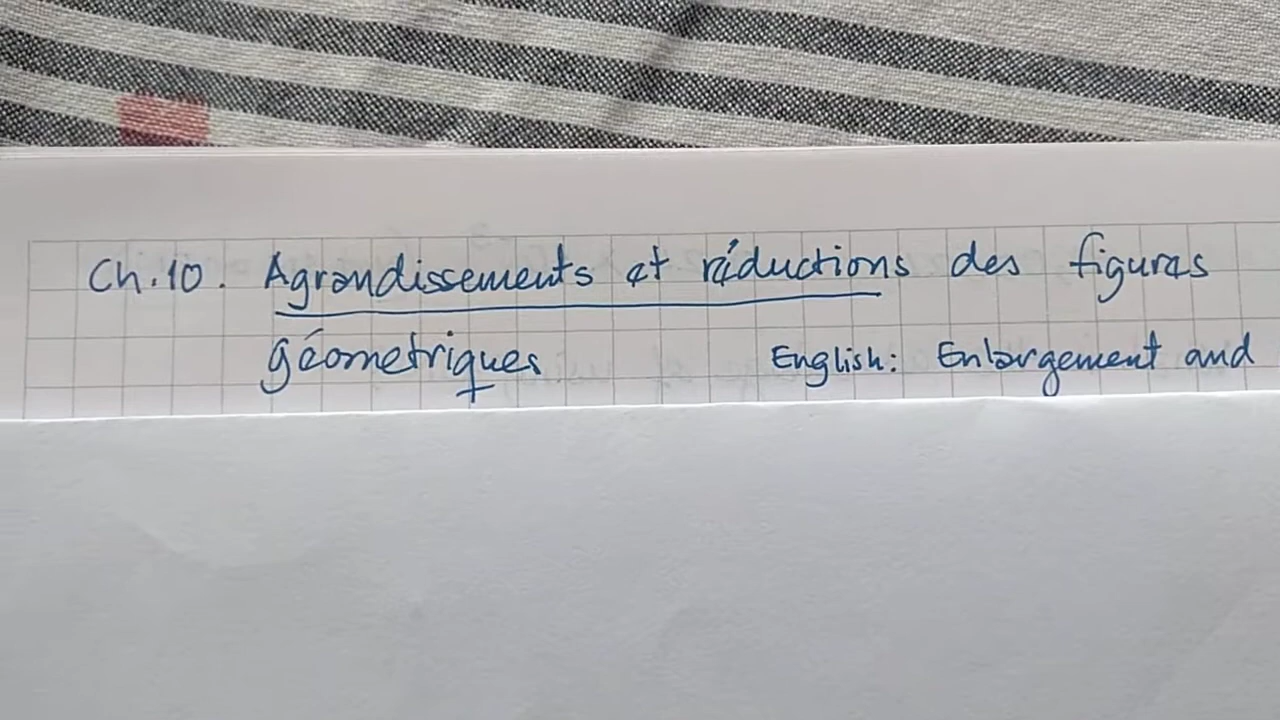 Ch.10. Agrandissements et réductions des figures
géometriques English: Enlargement and